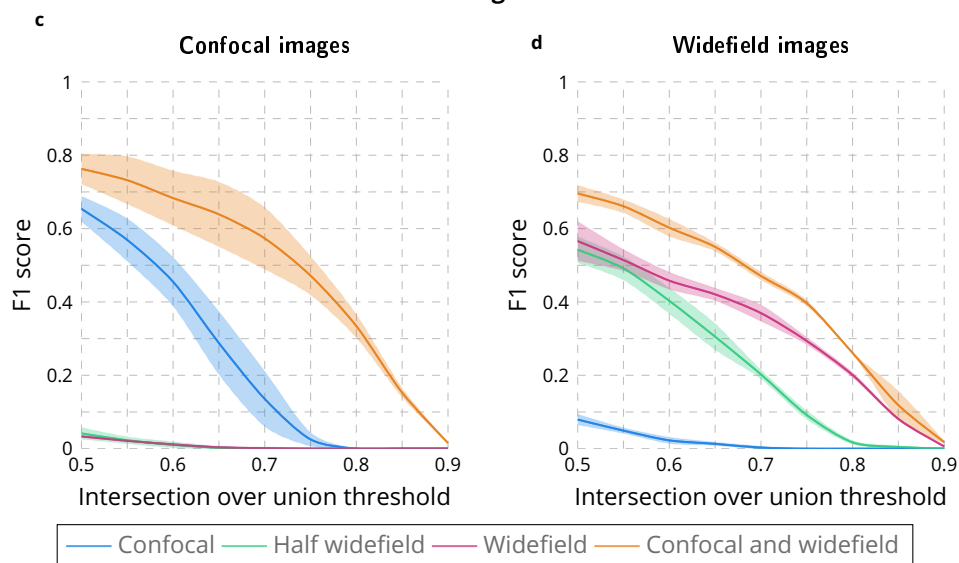 c
Confocal images
1
0.8
0.6
0.4
0.2
0
0.5 0.6 0.7 0.8 0.9
F1 score
Intersection over union threshold
d
Widefield images
1
0.8
0.6
0.4
0.2
0
0.5 0.6 0.7 0.8 0.9
F1 score
Intersection over union threshold
Confocal Half widefield Widefield Confocal and widefield